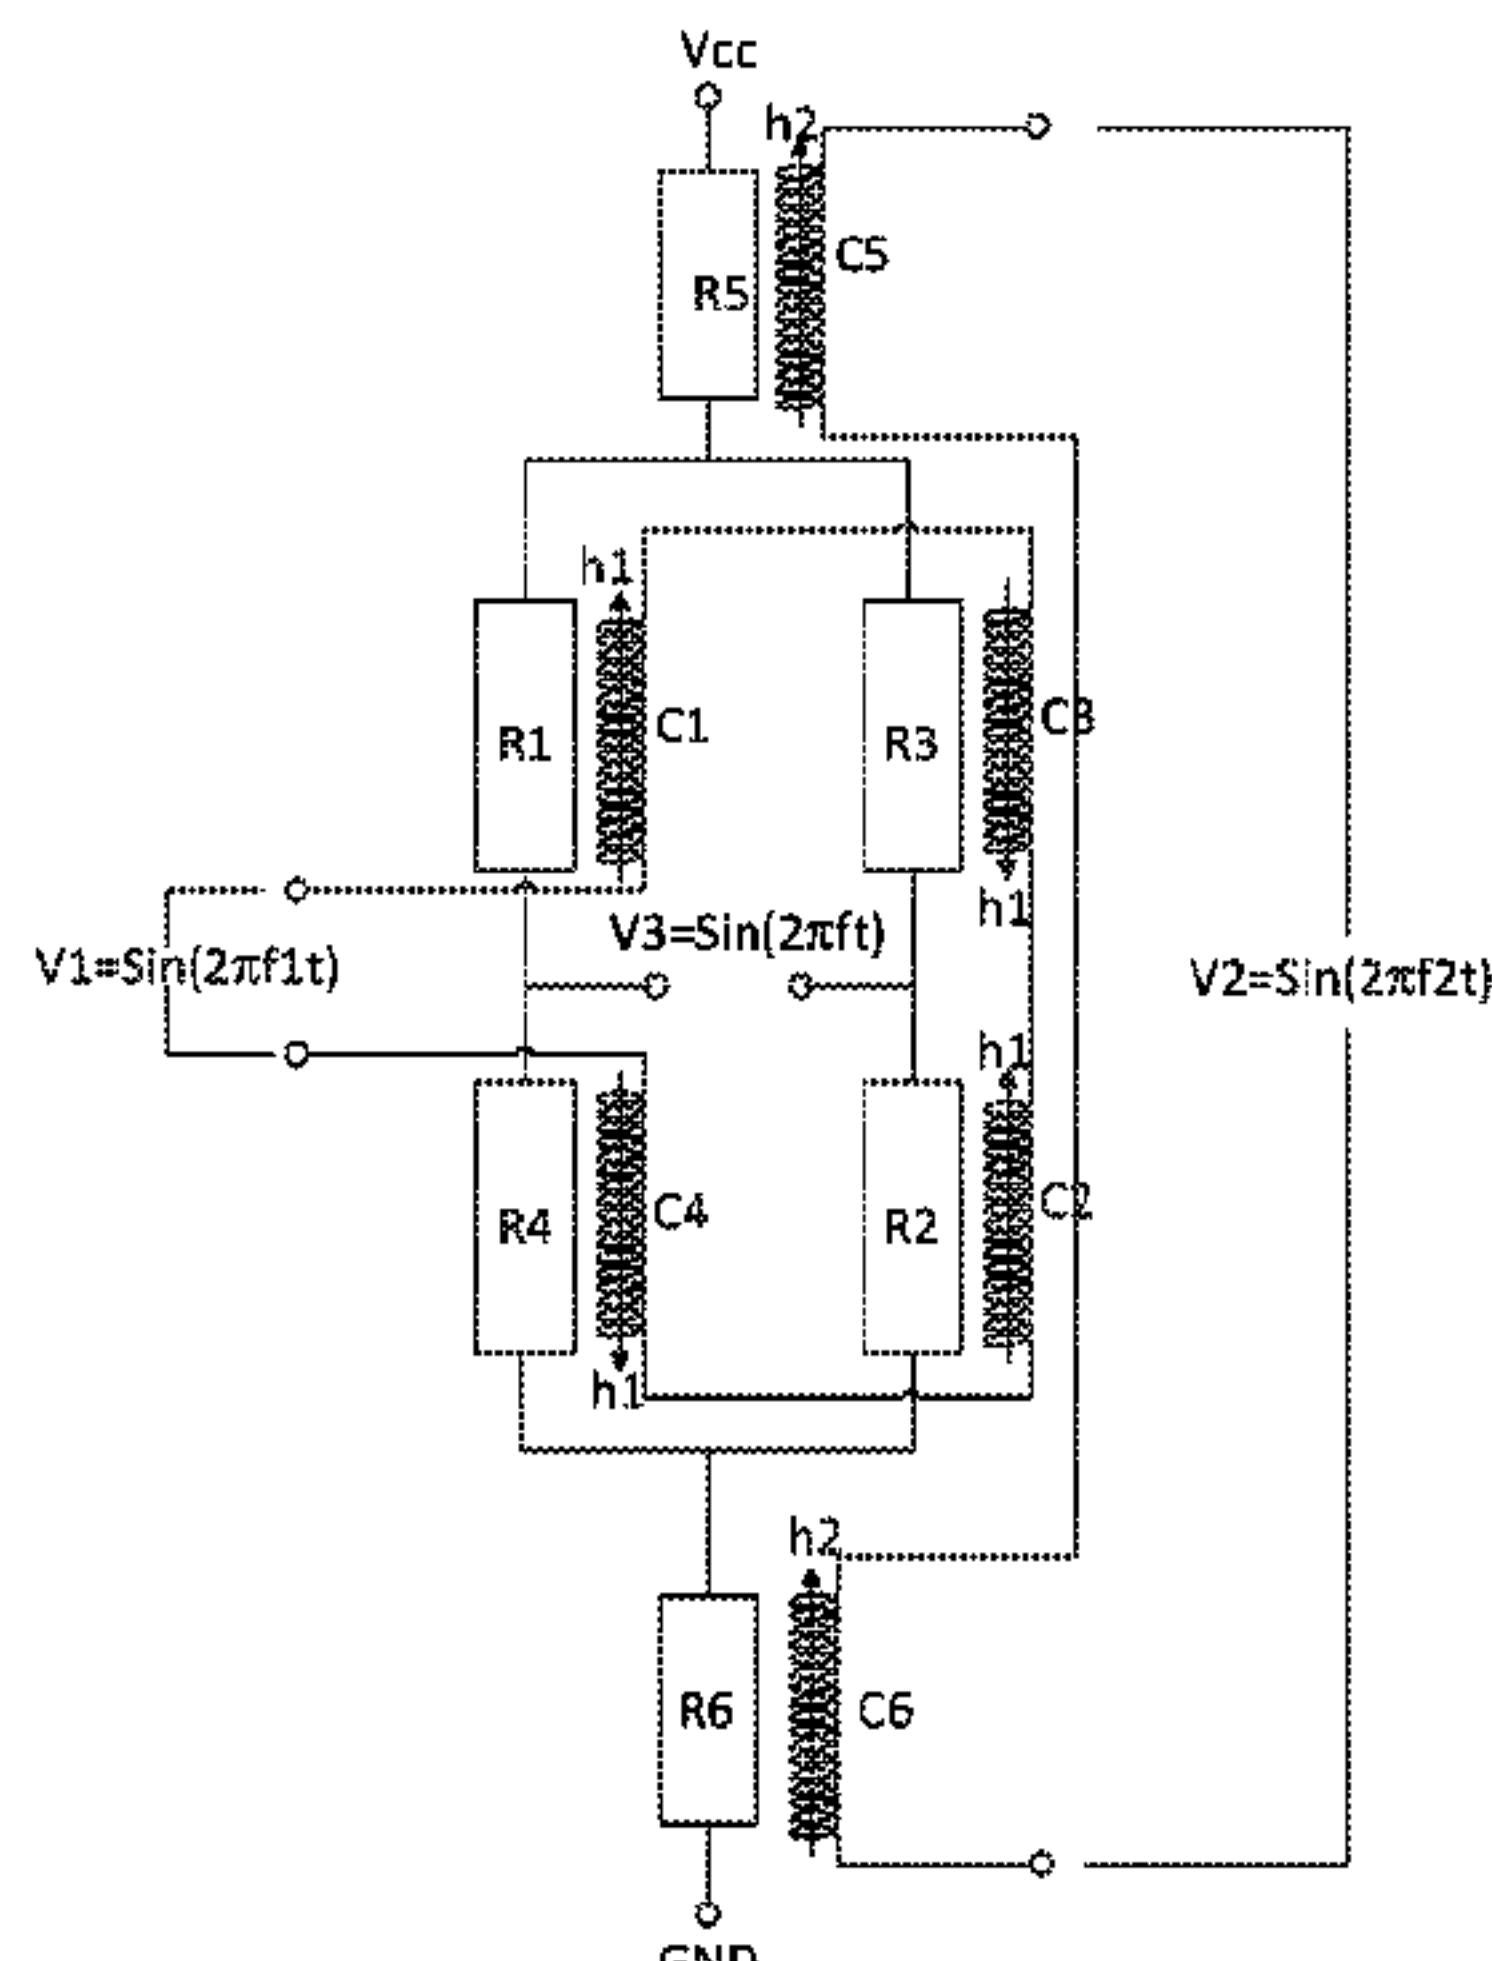 Vcc
h2
C5
R5
h1
C1
R1
R3
C3
h1
V3=Sin(2πft)
V1=Sin(2πf1t)
V2=Sin(2πf2t)
h1
C4
R4
R2
C2
h1
h2
R6
C6
GND